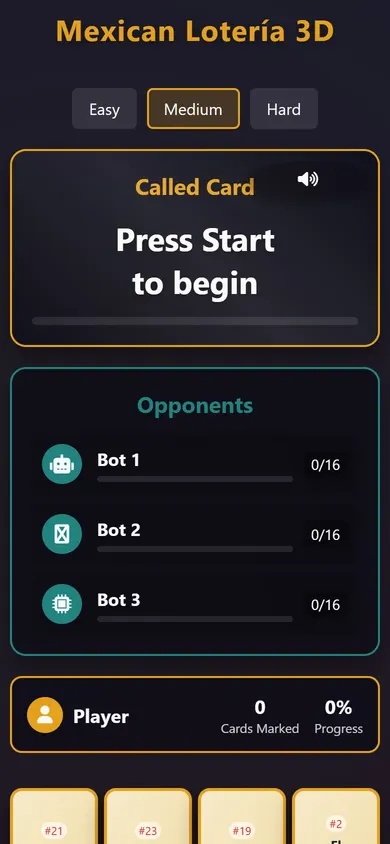 Mexican Lotería 3D
Easy Medium Hard
Called Card
Press Start
to begin
Opponents
Bot 1 0/16
Bot 2 0/16
Bot 3 0/16
Player
0 0%
Cards Marked Progress
#21 #23 #19 #2
El